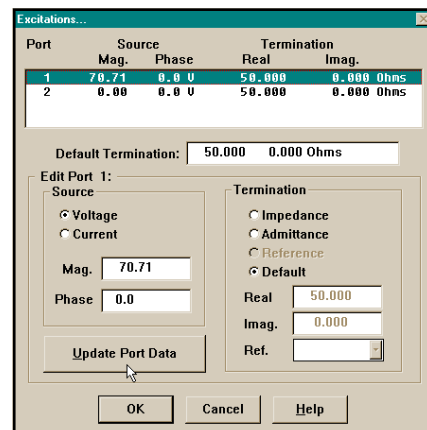 Excitations...
Port Source Termination
Mag. Phase Real Imag.
1 70.71 0.0 V 50.000 0.000 Ohms
2 0.00 0.0 V 50.000 0.000 Ohms
Default Termination: 50.000 0.000 Ohms
Edit Port 1:
Source
Voltage
Current
Mag. 70.71
Phase 0.0
Update Port Data
Termination
Impedance
Admittance
Reference
Default
Real 50.000
Imag. 0.000
Ref.
OK Cancel Help